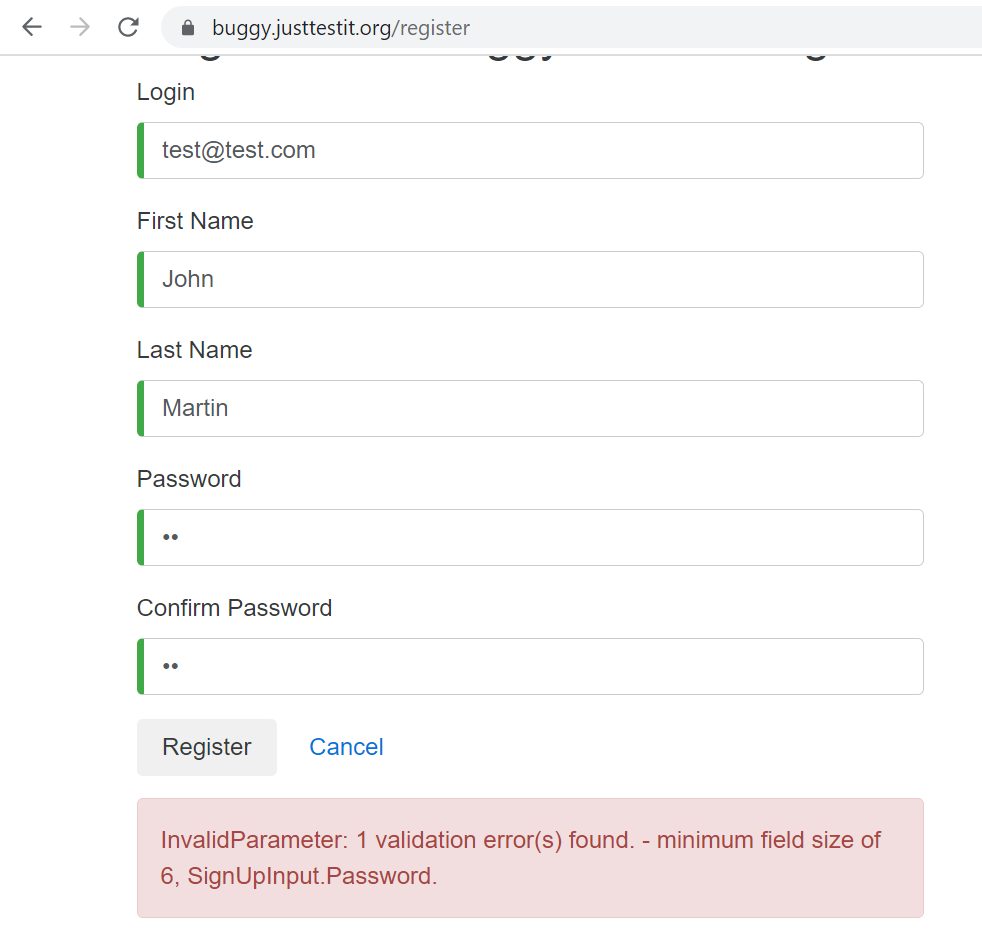 buggy.justtestit.org/register
Login
test@test.com
First Name
John
Last Name
Martin
Password
••
Confirm Password
••
Register Cancel
InvalidParameter: 1 validation error(s) found. - minimum field size of
6, SignUpInput.Password.